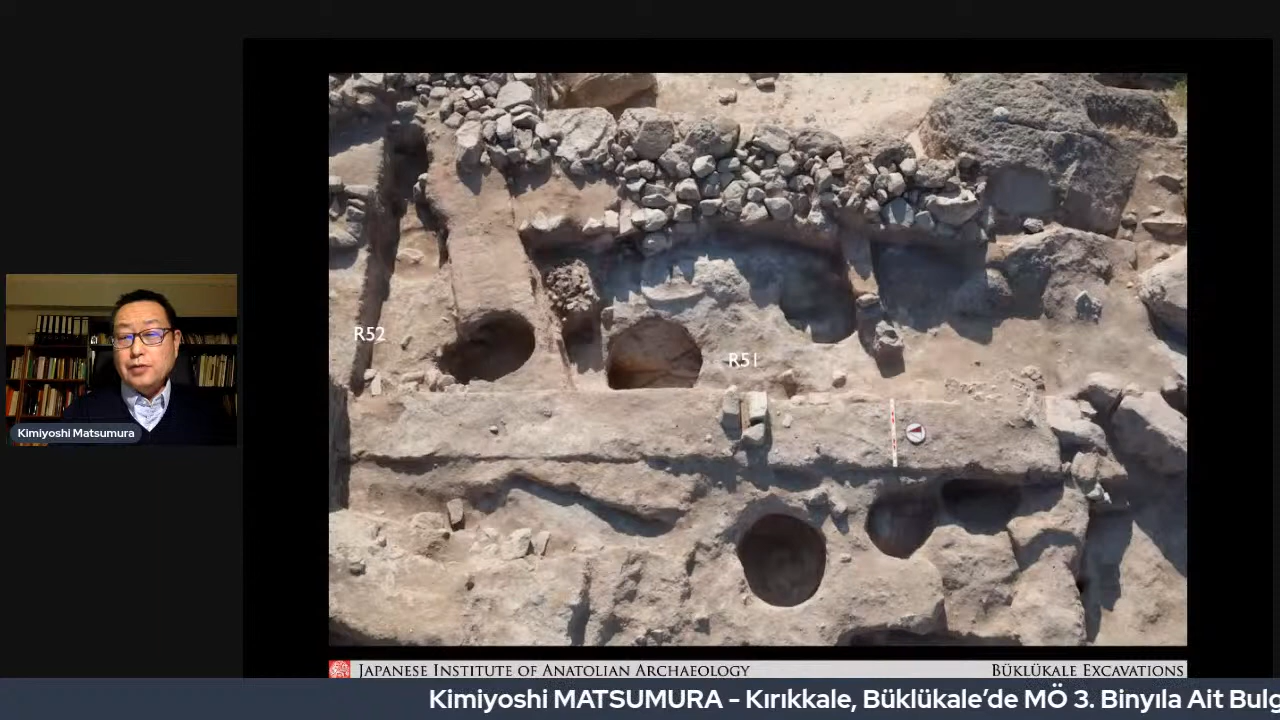 R52
R51
Kimiyoshi Matsumura
JAPANESE INSTITUTE OF ANATOLIAN ARCHAEOLOGY
BÜKLÜKALE EXCAVATIONS
Kimiyoshi MATSUMURA - Kırıkkale, Büklükale’de MÖ 3. Binyıla Ait Bulg